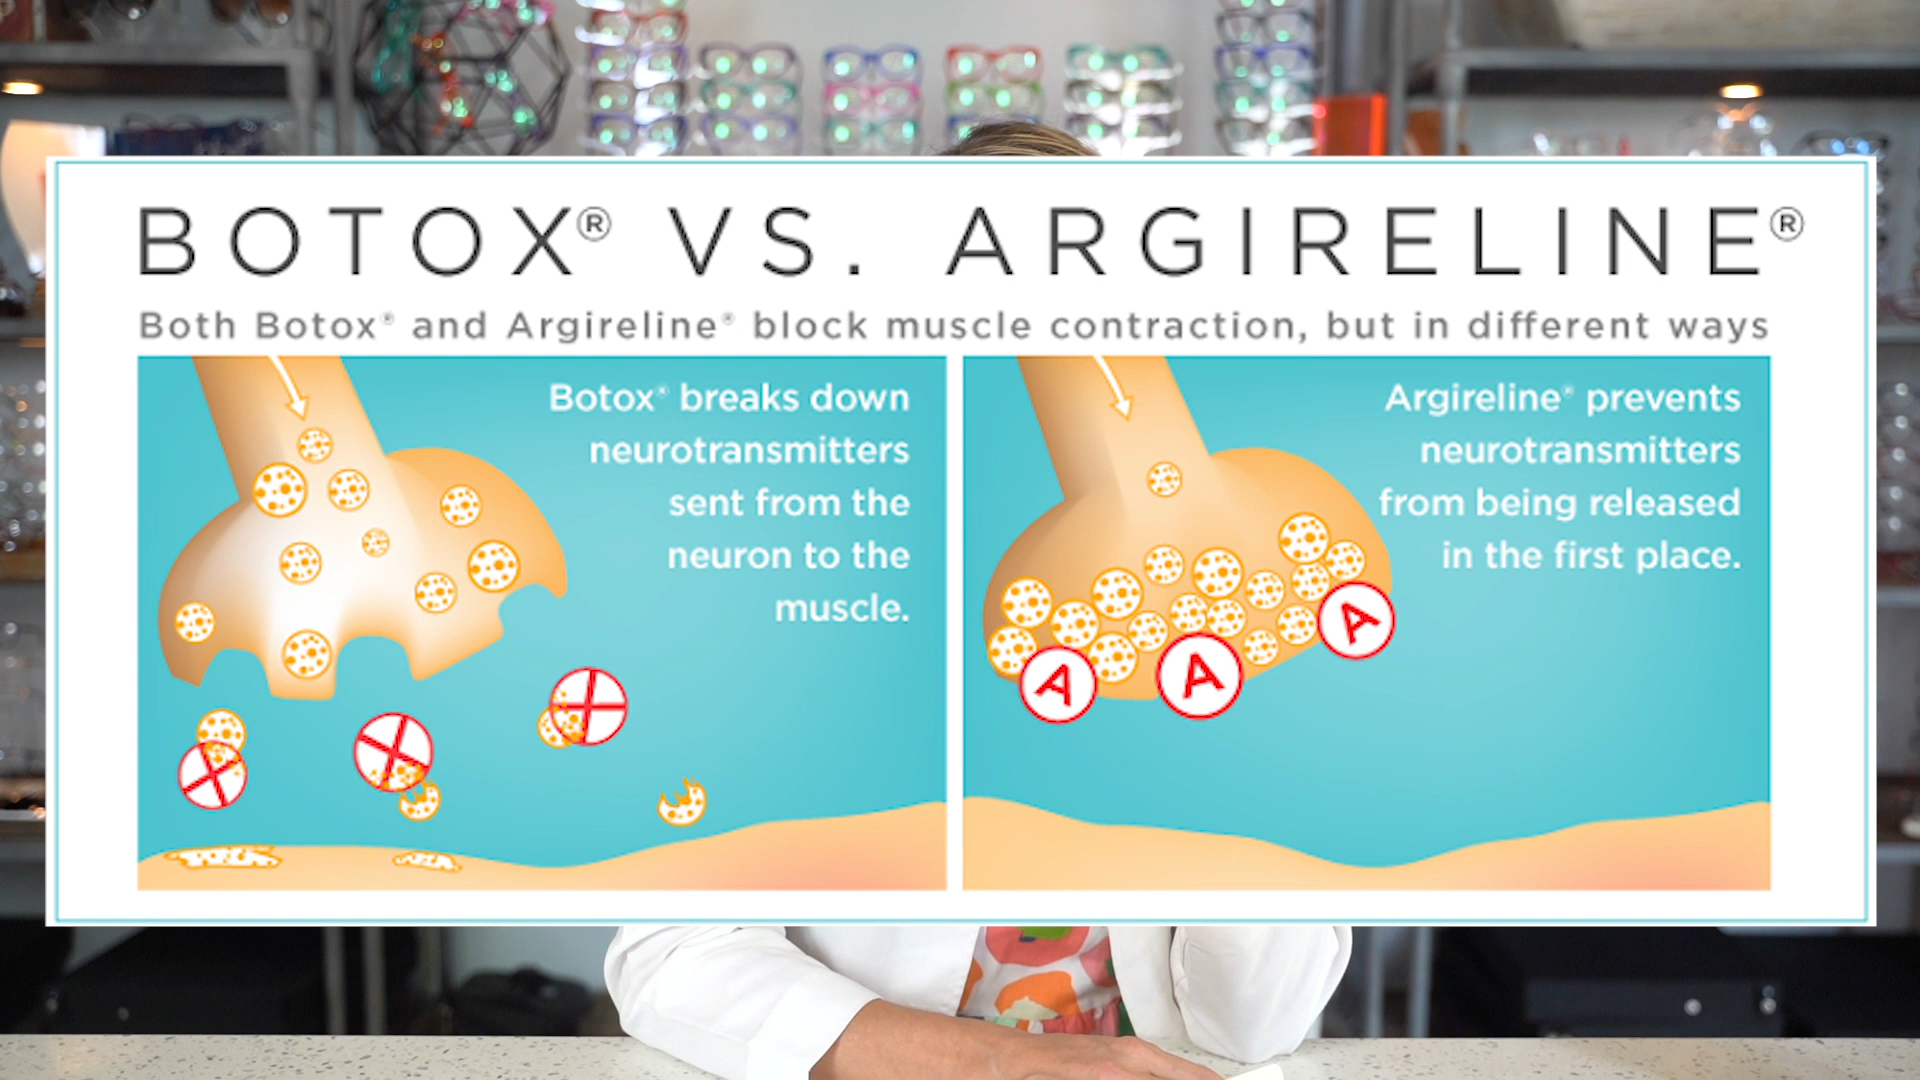 BOTOX® VS. ARGIRELINE®
Both Botox® and Argireline® block muscle contraction, but in different ways
Botox® breaks down
neurotransmitters
sent from the
neuron to the
muscle.
Argireline® prevents
neurotransmitters
from being released
in the first place.
A
A
A